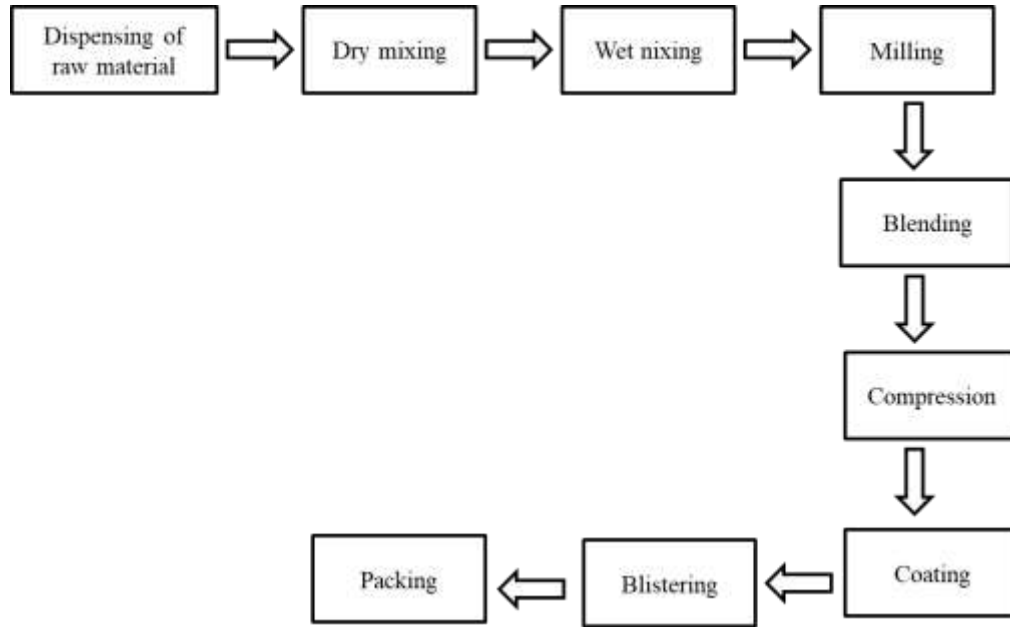 Dispensing of
raw material
Dry mixing
Wet nixing
Milling
Blending
Compression
Coating
Blistering
Packing